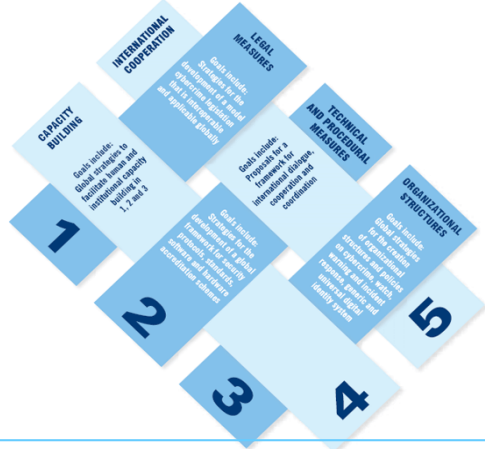 INTERNATIONAL
COOPERATION
LEGAL
MEASURES
Goals include:
Strategies for the
development of a model
cybercrime legislation
that is interoperable
and applicable globally
CAPACITY
BUILDING
Goals include:
Global strategies to
facilitate human and
institutional capacity
building in
1, 2 and 3
TECHNICAL
AND PROCEDURAL
MEASURES
Goals include:
Proposals for a
framework for
international dialogue,
cooperation and
coordination
ORGANIZATIONAL
STRUCTURES
Goals include:
Global strategies
for the creation
of organizational
structures and policies
on cybercrime, watch,
warning and incident
response, generic and
universal digital
identity system
Goals include:
Strategies for the
development of a global
framework for security
protocols, standards,
software and hardware
accreditation schemes
1
2
3
4
5